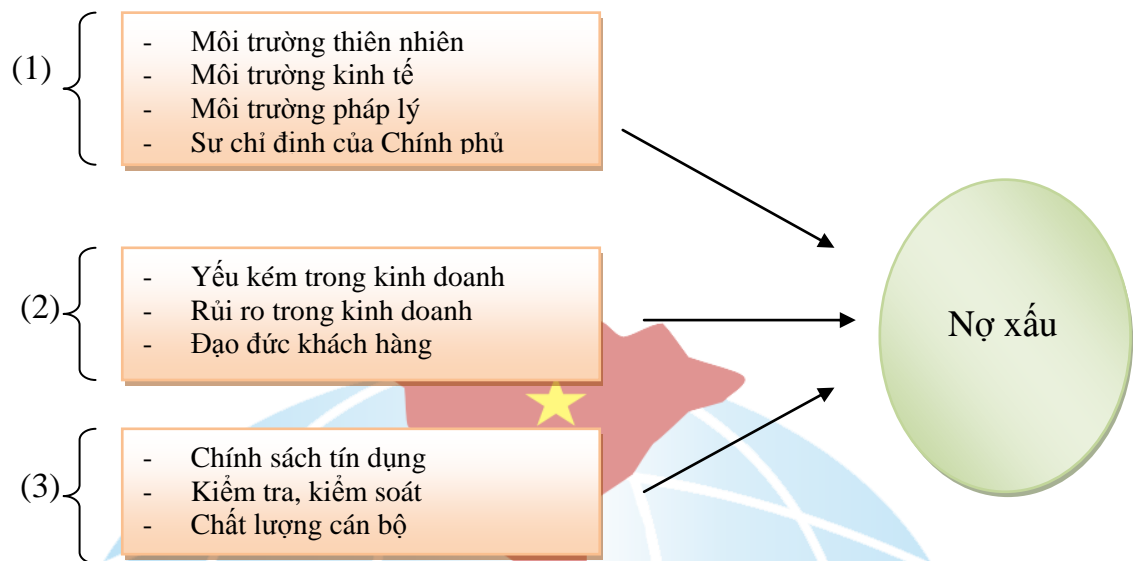 (1)
- Môi trường thiên nhiên
- Môi trường kinh tế
- Môi trường pháp lý
- Sư chỉ đinh của Chính phủ
(2)
- Yếu kém trong kinh doanh
- Rủi ro trong kinh doanh
- Đạo đức khách hàng
Nợ xấu
(3)
- Chính sách tín dụng
- Kiểm tra, kiểm soát
- Chất lượng cán bộ